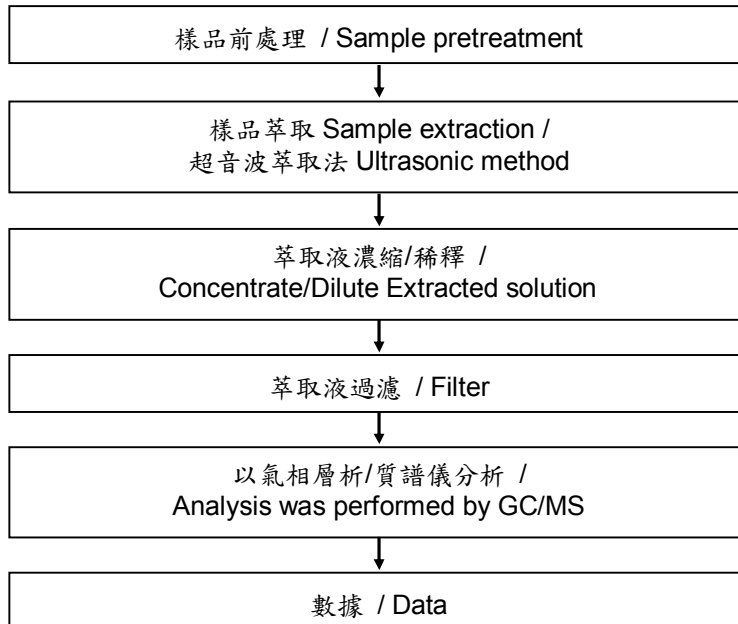 樣品前處理 / Sample pretreatment
樣品萃取 Sample extraction /
超音波萃取法 Ultrasonic method
萃取液濃縮/稀釋 /
Concentrate/Dilute Extracted solution
萃取液過濾 / Filter
以氣相層析/質譜儀分析 /
Analysis was performed by GC/MS
數據 / Data